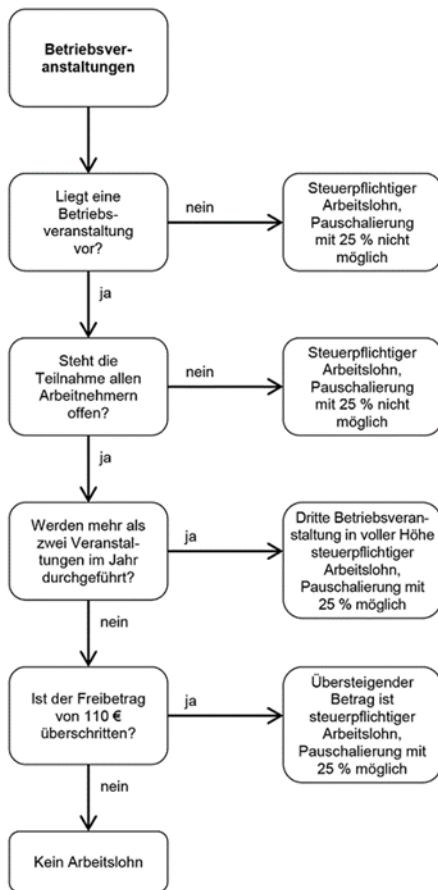 Betriebsver-
anstaltungen
Liegt eine
Betriebs-
veranstaltung
vor?
nein
Steuerpflichtiger
Arbeitslohn,
Pauschalierung
mit 25 % nicht
möglich
ja
Steht die
Teilnahme allen
Arbeitnehmern
offen?
nein
Steuerpflichtiger
Arbeitslohn,
Pauschalierung
mit 25 % nicht
möglich
ja
Werden mehr als
zwei Veranstal-
tungen im Jahr
durchgeführt?
ja
Dritte Betriebsveran-
staltung in voller Höhe
steuerpflichtiger
Arbeitslohn,
Pauschalierung mit
25 % möglich
nein
Ist der Freibetrag
von 110 €
überschritten?
ja
Übersteigender
Betrag ist
steuerpflichtiger
Arbeitslohn,
Pauschalierung mit
25 % möglich
nein
Kein Arbeitslohn